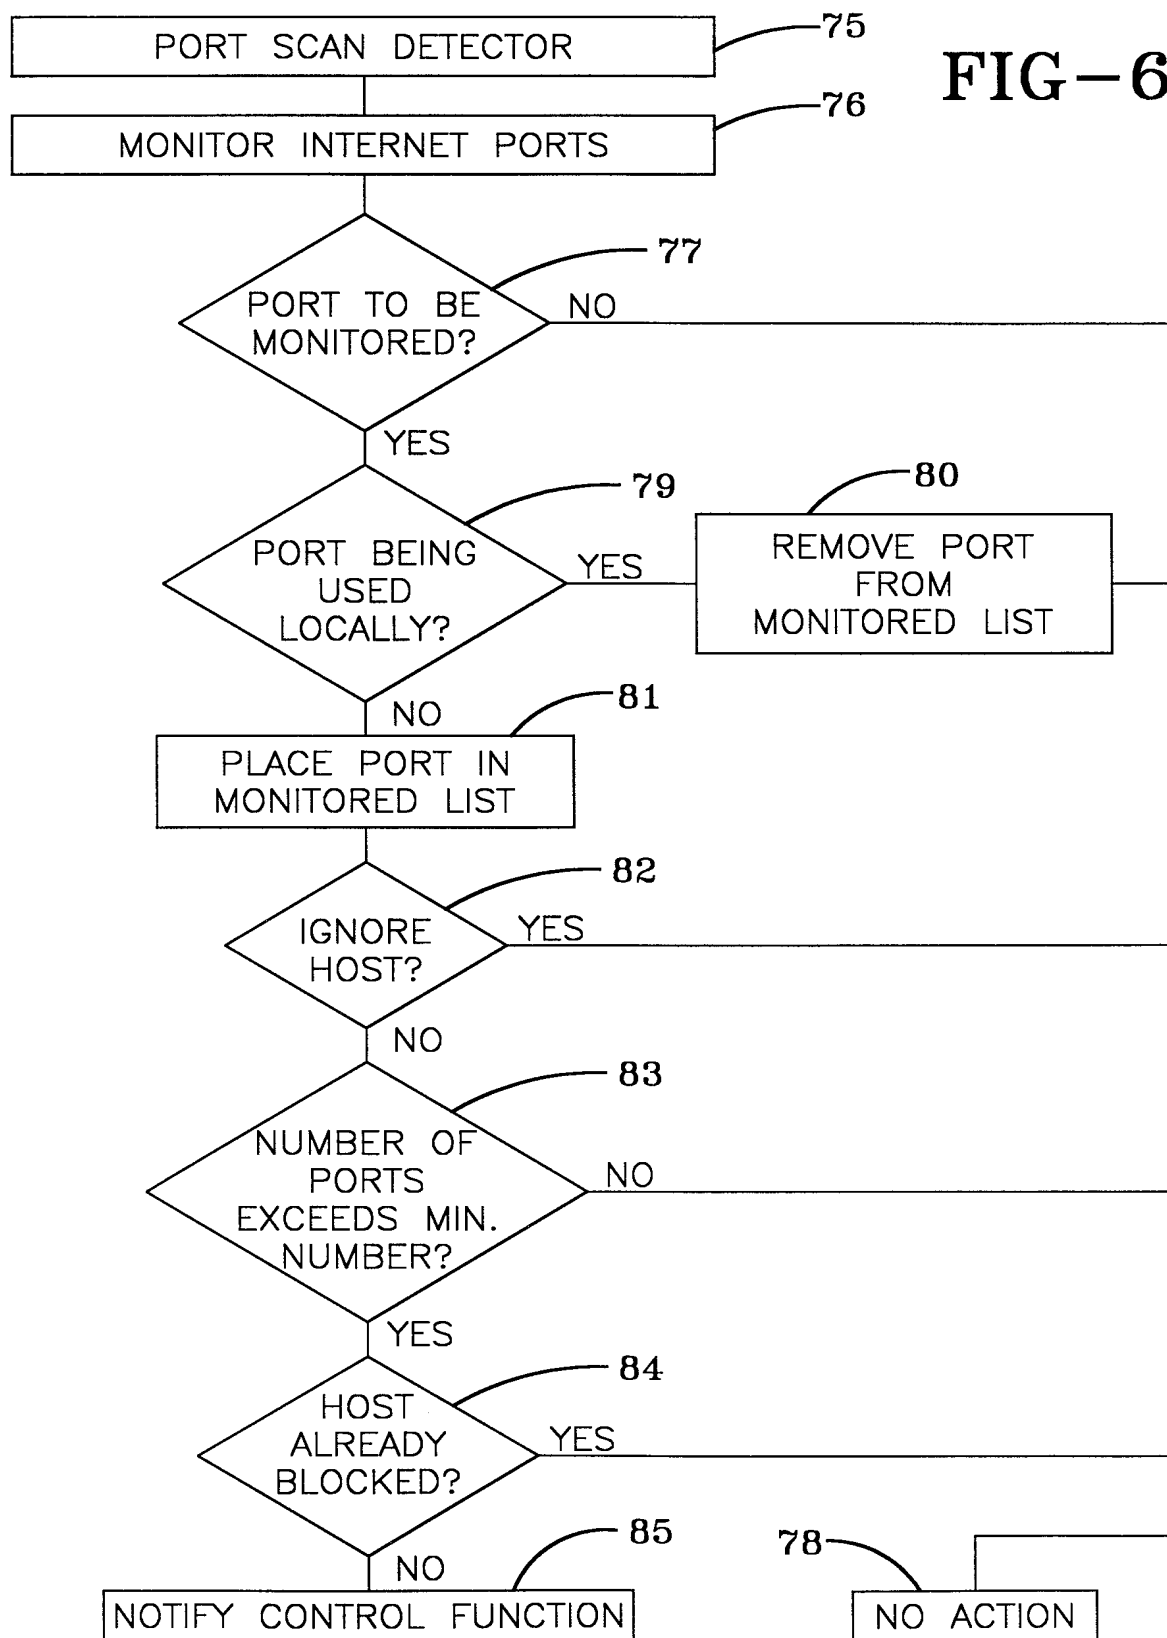 PORT SCAN DETECTOR
75
FIG-6
76
MONITOR INTERNET PORTS
77
PORT TO BE
MONITORED?
NO
YES
79
80
PORT BEING
USED
LOCALLY?
YES
REMOVE PORT
FROM
MONITORED LIST
NO
81
PLACE PORT IN
MONITORED LIST
82
IGNORE
HOST?
YES
NO
83
NUMBER OF
PORTS
EXCEEDS MIN.
NUMBER?
NO
YES
84
HOST
ALREADY
BLOCKED?
YES
NO
85
78
NOTIFY CONTROL FUNCTION
NO ACTION